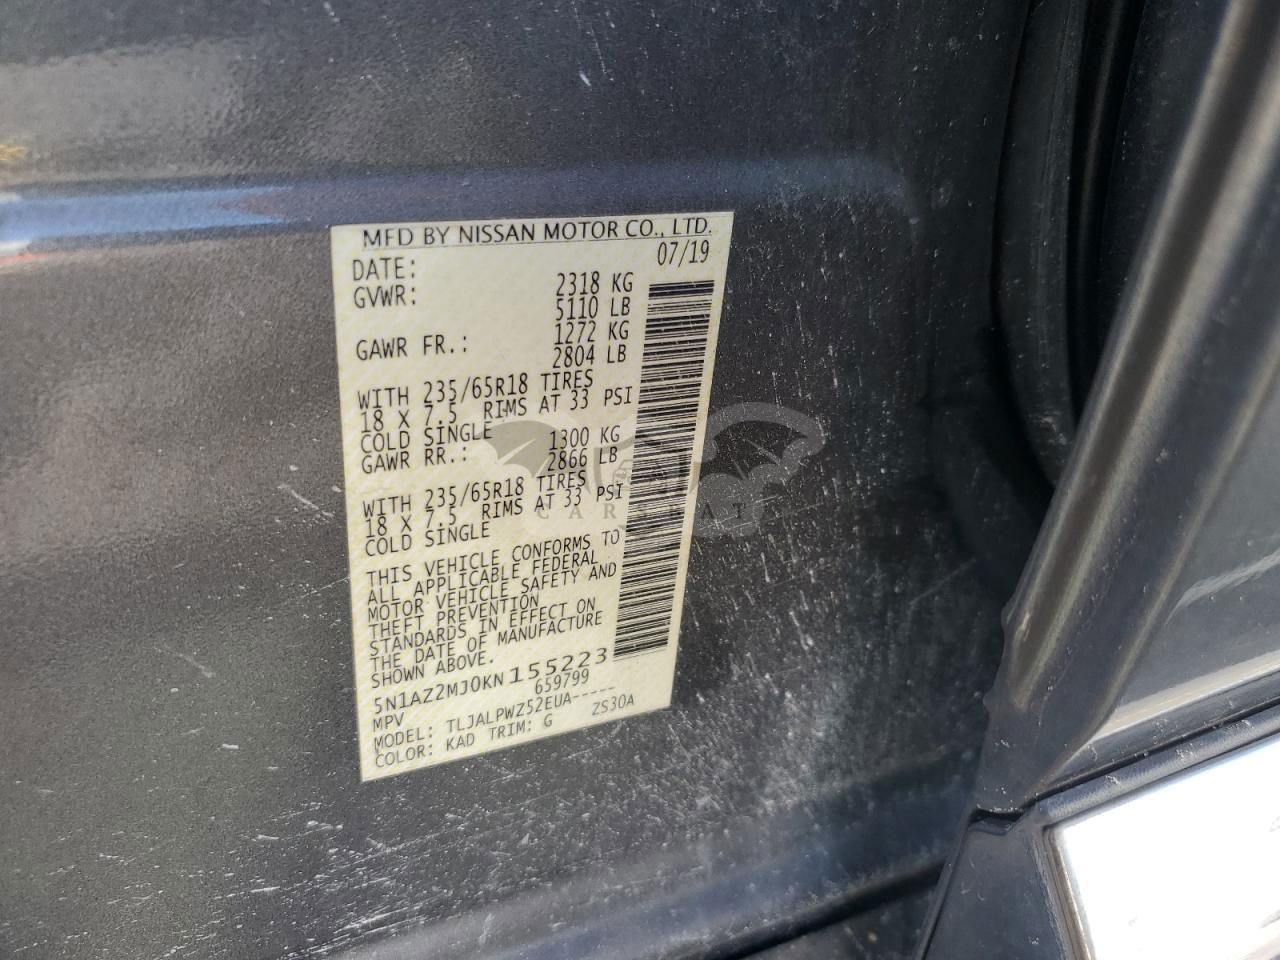 MFD BY NISSAN MOTOR CO., LTD.
DATE: 07/19
GVWR: 2318 KG
5110 LB
GAWR FR.: 1272 KG
2804 LB
WITH 235/65R18 TIRES
18 X 7.5 RIMS AT 33 PSI
COLD SINGLE
GAWR RR.: 1300 KG
2866 LB
WITH 235/65R18 TIRES
18 X 7.5 RIMS AT 33 PSI
COLD SINGLE
THIS VEHICLE CONFORMS TO
ALL APPLICABLE FEDERAL
MOTOR VEHICLE SAFETY AND
THEFT PREVENTION
STANDARDS IN EFFECT ON
THE DATE OF MANUFACTURE
SHOWN ABOVE.
5N1AZ2MJ0KN155223
MPV 659799
MODEL: TLJALPWZ52EUA-----
COLOR: KAD TRIM: G ZS30A
CARSBAT